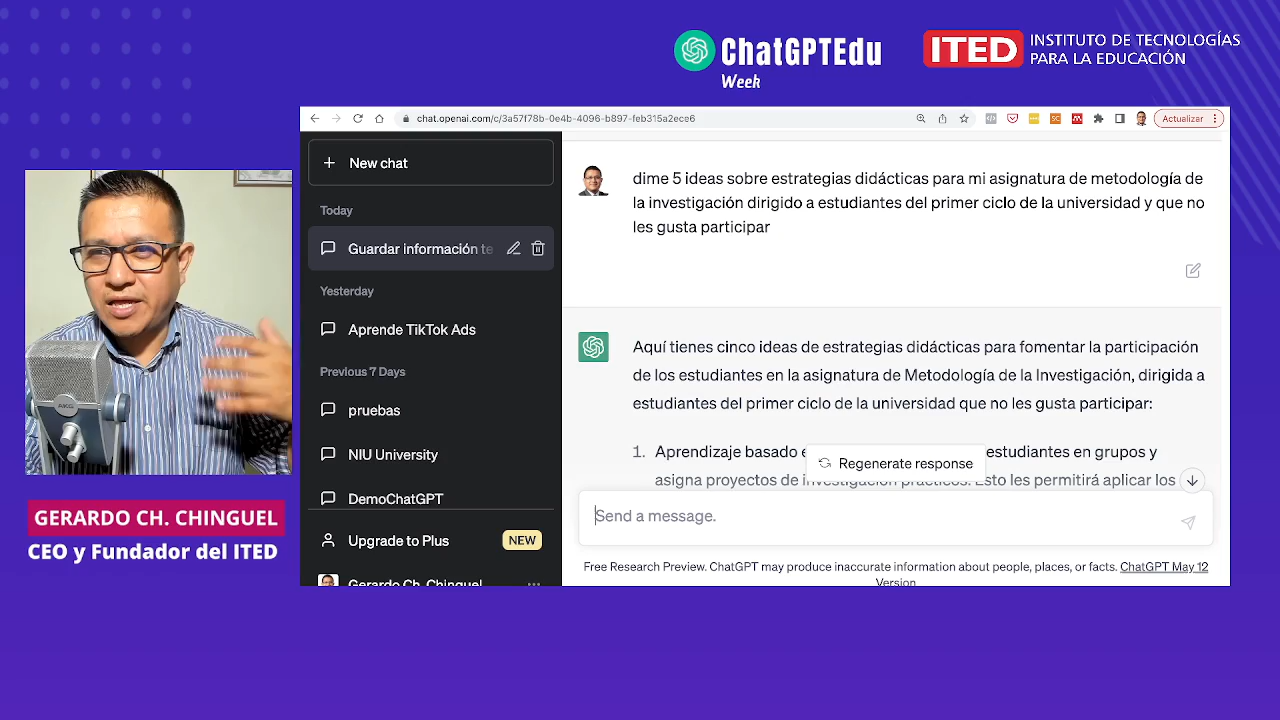 ChatGPTEdu
Week
ITED
INSTITUTO DE TECNOLOGÍAS
PARA LA EDUCACIÓN
chat.openai.com/c/3a57f78b-0e4b-4096-b897-feb315a2ece6
Actualizar
New chat
Today
Guardar información te
Yesterday
Aprende TikTok Ads
Previous 7 Days
pruebas
NIU University
DemoChatGPT
Upgrade to Plus
NEW
Gerardo Ch. Chinguel
dime 5 ideas sobre estrategias didácticas para mi asignatura de metodología de
la investigación dirigido a estudiantes del primer ciclo de la universidad y que no
les gusta participar
Aquí tienes cinco ideas de estrategias didácticas para fomentar la participación
de los estudiantes en la asignatura de Metodología de la Investigación, dirigida a
estudiantes del primer ciclo de la universidad que no les gusta participar:
1. Aprendizaje basado e estudiantes en grupos y
asigna proyectos de investigación prácticos. Esto les permitirá aplicar los
Regenerate response
Send a message.
Free Research Preview. ChatGPT may produce inaccurate information about people, places, or facts. ChatGPT May 12
Version
GERARDO CH. CHINGUEL
CEO y Fundador del ITED